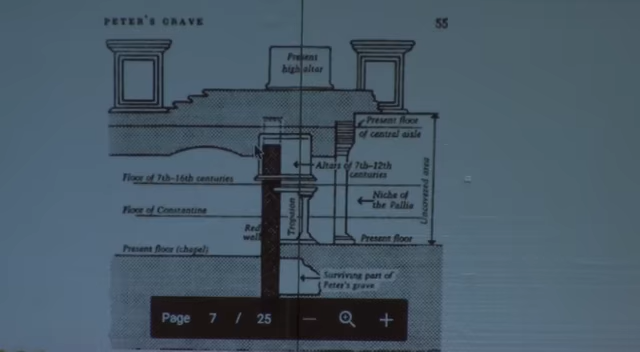 PETER'S GRAVE
55
Present
high altar
Present floor
of central aisle
Altars of 7th-12th
centuries
Floor of 7th-16th centuries
Uncovered area
Niche of
the Pallia
Tropaion
Floor of Constantine
Red
wall
Present floor
Present floor (chapel)
Surviving part of
Peter's grave
Page 7 / 25